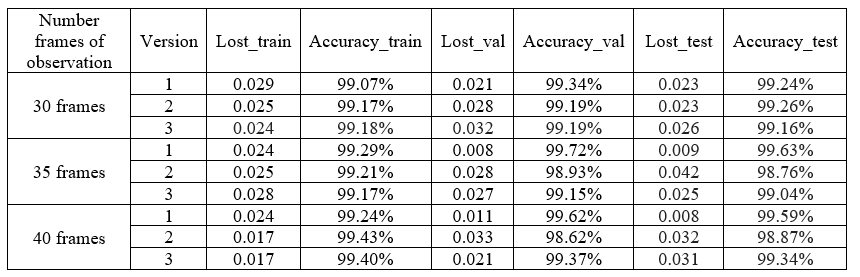 Number frames of observation Version Lost_train Accuracy_train Lost_val Accuracy_val Lost_test Accuracy_test
30 frames 1 0.029 99.07% 0.021 99.34% 0.023 99.24%
2 0.025 99.17% 0.028 99.19% 0.023 99.26%
3 0.024 99.18% 0.032 99.19% 0.026 99.16%
35 frames 1 0.024 99.29% 0.008 99.72% 0.009 99.63%
2 0.025 99.21% 0.028 98.93% 0.042 98.76%
3 0.028 99.17% 0.027 99.15% 0.025 99.04%
40 frames 1 0.024 99.24% 0.011 99.62% 0.008 99.59%
2 0.017 99.43% 0.033 98.62% 0.032 98.87%
3 0.017 99.40% 0.021 99.37% 0.031 99.34%